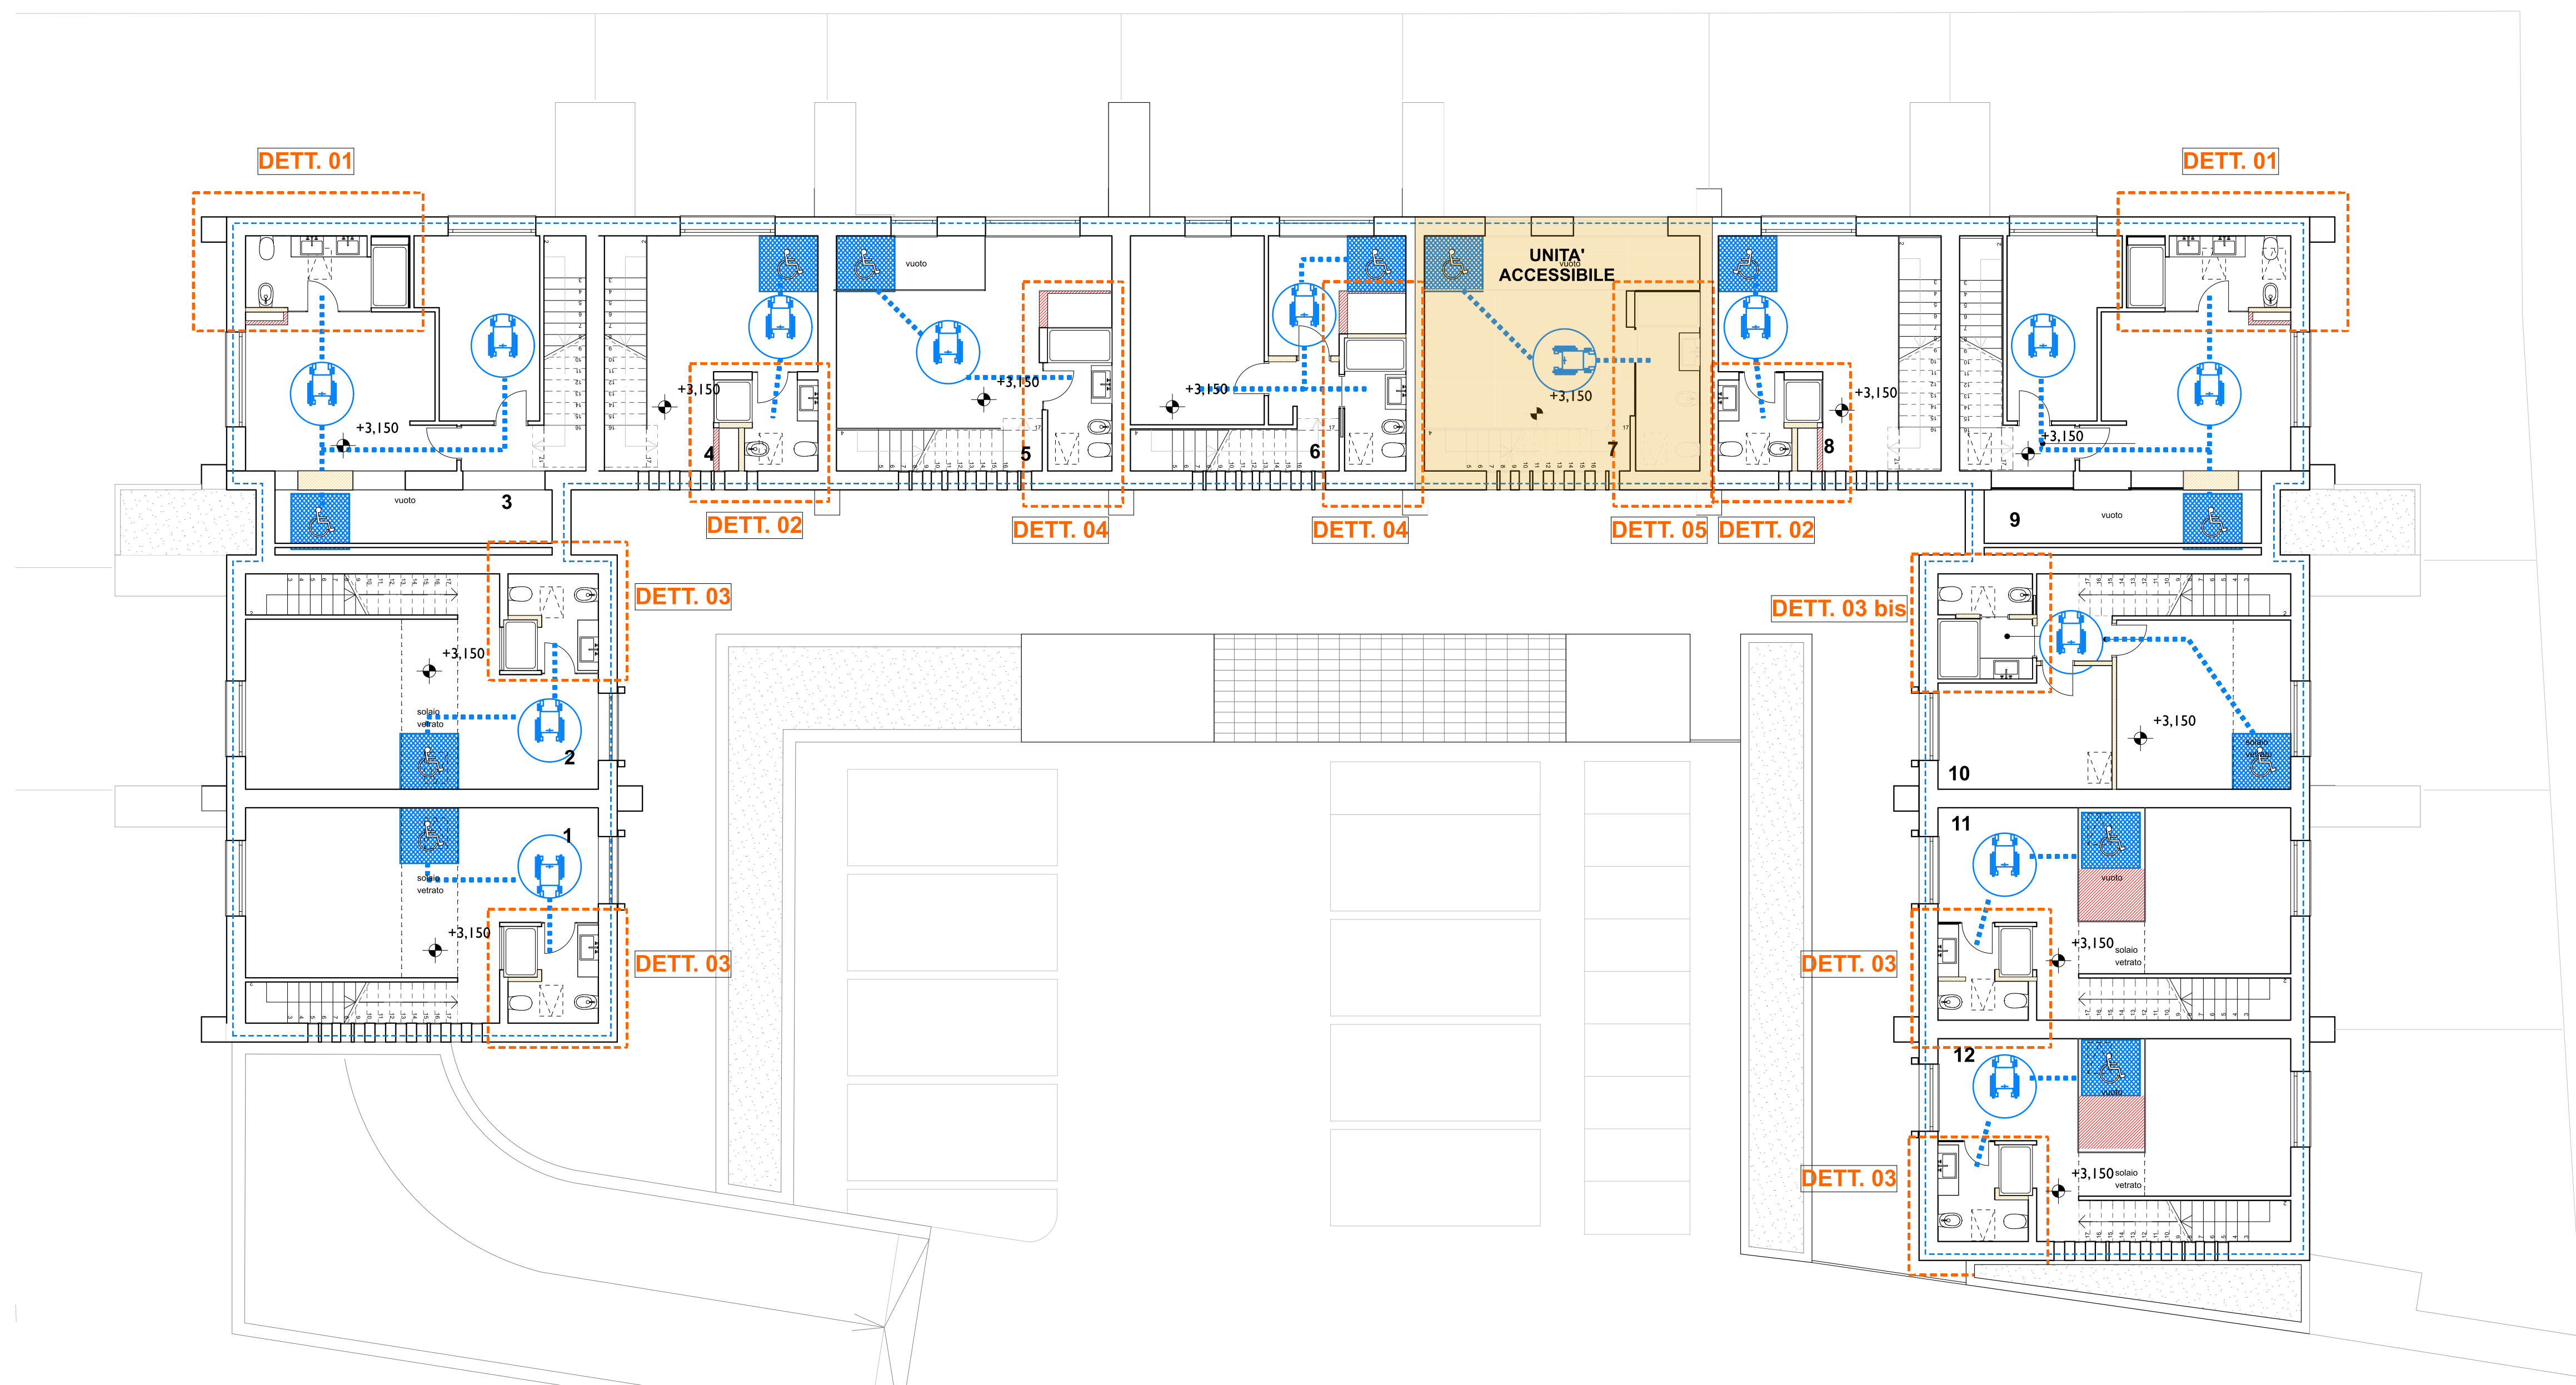 DETT. 01
DETT. 01
UNITA'
ACCESSIBILE
vuoto
vuoto
+3,150
+3,150
+3,150
+3,150
+3,150
+3,150
+3,150
4
5
6
7
8
vuoto
3
9
vuoto
DETT. 02
DETT. 04
DETT. 04
DETT. 05
DETT. 02
DETT. 03
DETT. 03 bis
+3,150
solaio
vetrato
2
+3,150
solaio
vetrato
10
1
solaio
vetrato
+3,150
DETT. 03
11
vuoto
+3,150
solaio
vetrato
DETT. 03
12
vuoto
+3,150
solaio
vetrato
DETT. 03